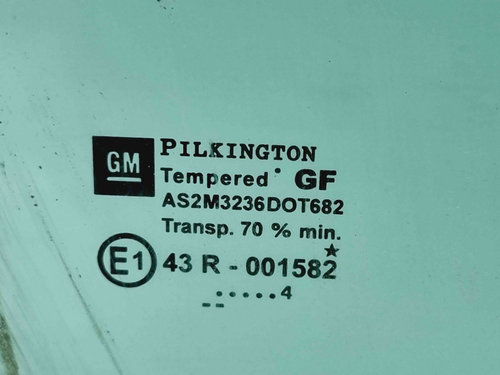 GM
PILKINGTON
Tempered GF
AS2M3236DOT682
Transp. 70 % min.
E1 43 R - 001582
.....4